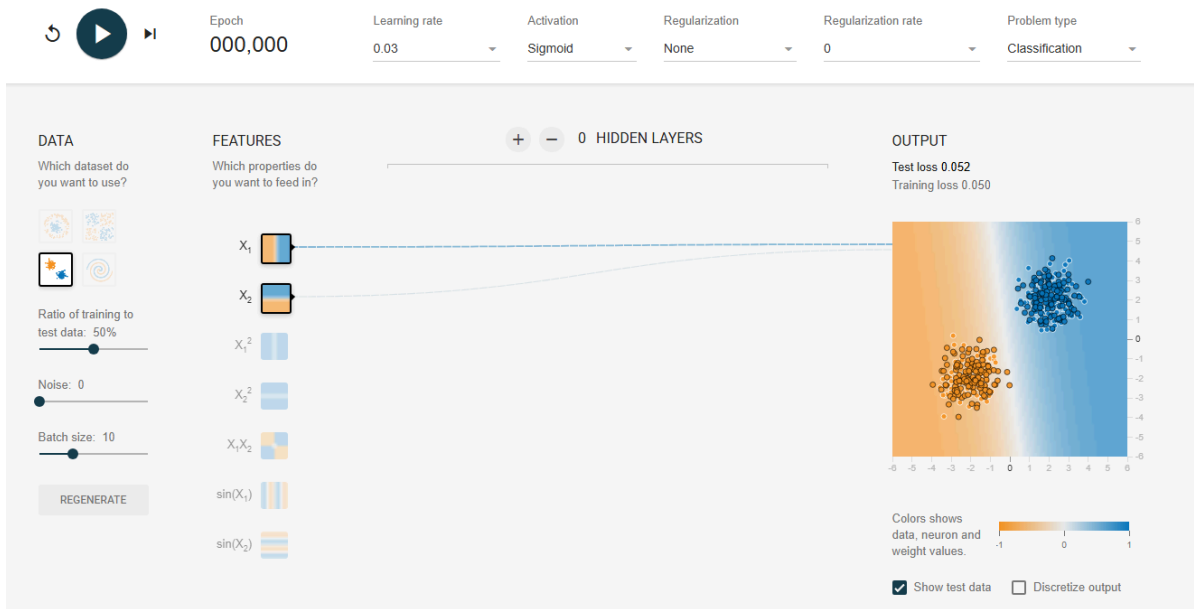 Epoch
000,000
Learning rate
0.03
Activation
Sigmoid
Regularization
None
Regularization rate
0
Problem type
Classification
DATA
Which dataset do
you want to use?
Ratio of training to
test data: 50%
Noise: 0
Batch size: 10
REGENERATE
FEATURES
Which properties do
you want to feed in?
X1
X2
X1²
X2²
X1X2
sin(X1)
sin(X2)
+ − 0 HIDDEN LAYERS
OUTPUT
Test loss 0.052
Training loss 0.050
6
5
4
3
2
1
0
-1
-2
-3
-4
-5
-6
-6 -5 -4 -3 -2 -1 0 1 2 3 4 5 6
Colors shows
data, neuron and
weight values.
-1 0 1
Show test data
Discretize output